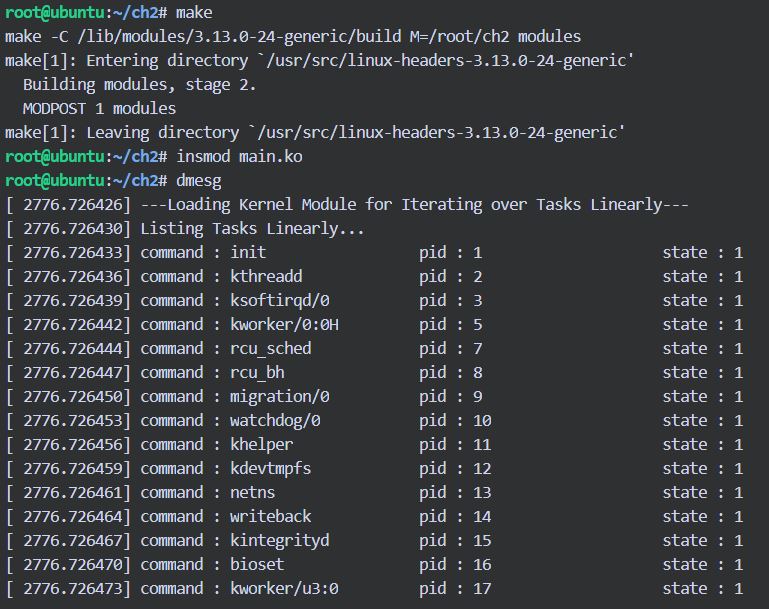 root@ubuntu:~/ch2# make
make -C /lib/modules/3.13.0-24-generic/build M=/root/ch2 modules
make[1]: Entering directory `/usr/src/linux-headers-3.13.0-24-generic'
  Building modules, stage 2.
  MODPOST 1 modules
make[1]: Leaving directory `/usr/src/linux-headers-3.13.0-24-generic'
root@ubuntu:~/ch2# insmod main.ko
root@ubuntu:~/ch2# dmesg
[ 2776.726426] ---Loading Kernel Module for Iterating over Tasks Linearly---
[ 2776.726430] Listing Tasks Linearly...
[ 2776.726433] command : init pid : 1 state : 1
[ 2776.726436] command : kthreadd pid : 2 state : 1
[ 2776.726439] command : ksoftirqd/0 pid : 3 state : 1
[ 2776.726442] command : kworker/0:0H pid : 5 state : 1
[ 2776.726444] command : rcu_sched pid : 7 state : 1
[ 2776.726447] command : rcu_bh pid : 8 state : 1
[ 2776.726450] command : migration/0 pid : 9 state : 1
[ 2776.726453] command : watchdog/0 pid : 10 state : 1
[ 2776.726456] command : khelper pid : 11 state : 1
[ 2776.726459] command : kdevtmpfs pid : 12 state : 1
[ 2776.726461] command : netns pid : 13 state : 1
[ 2776.726464] command : writeback pid : 14 state : 1
[ 2776.726467] command : kintegrityd pid : 15 state : 1
[ 2776.726470] command : bioset pid : 16 state : 1
[ 2776.726473] command : kworker/u3:0 pid : 17 state : 1